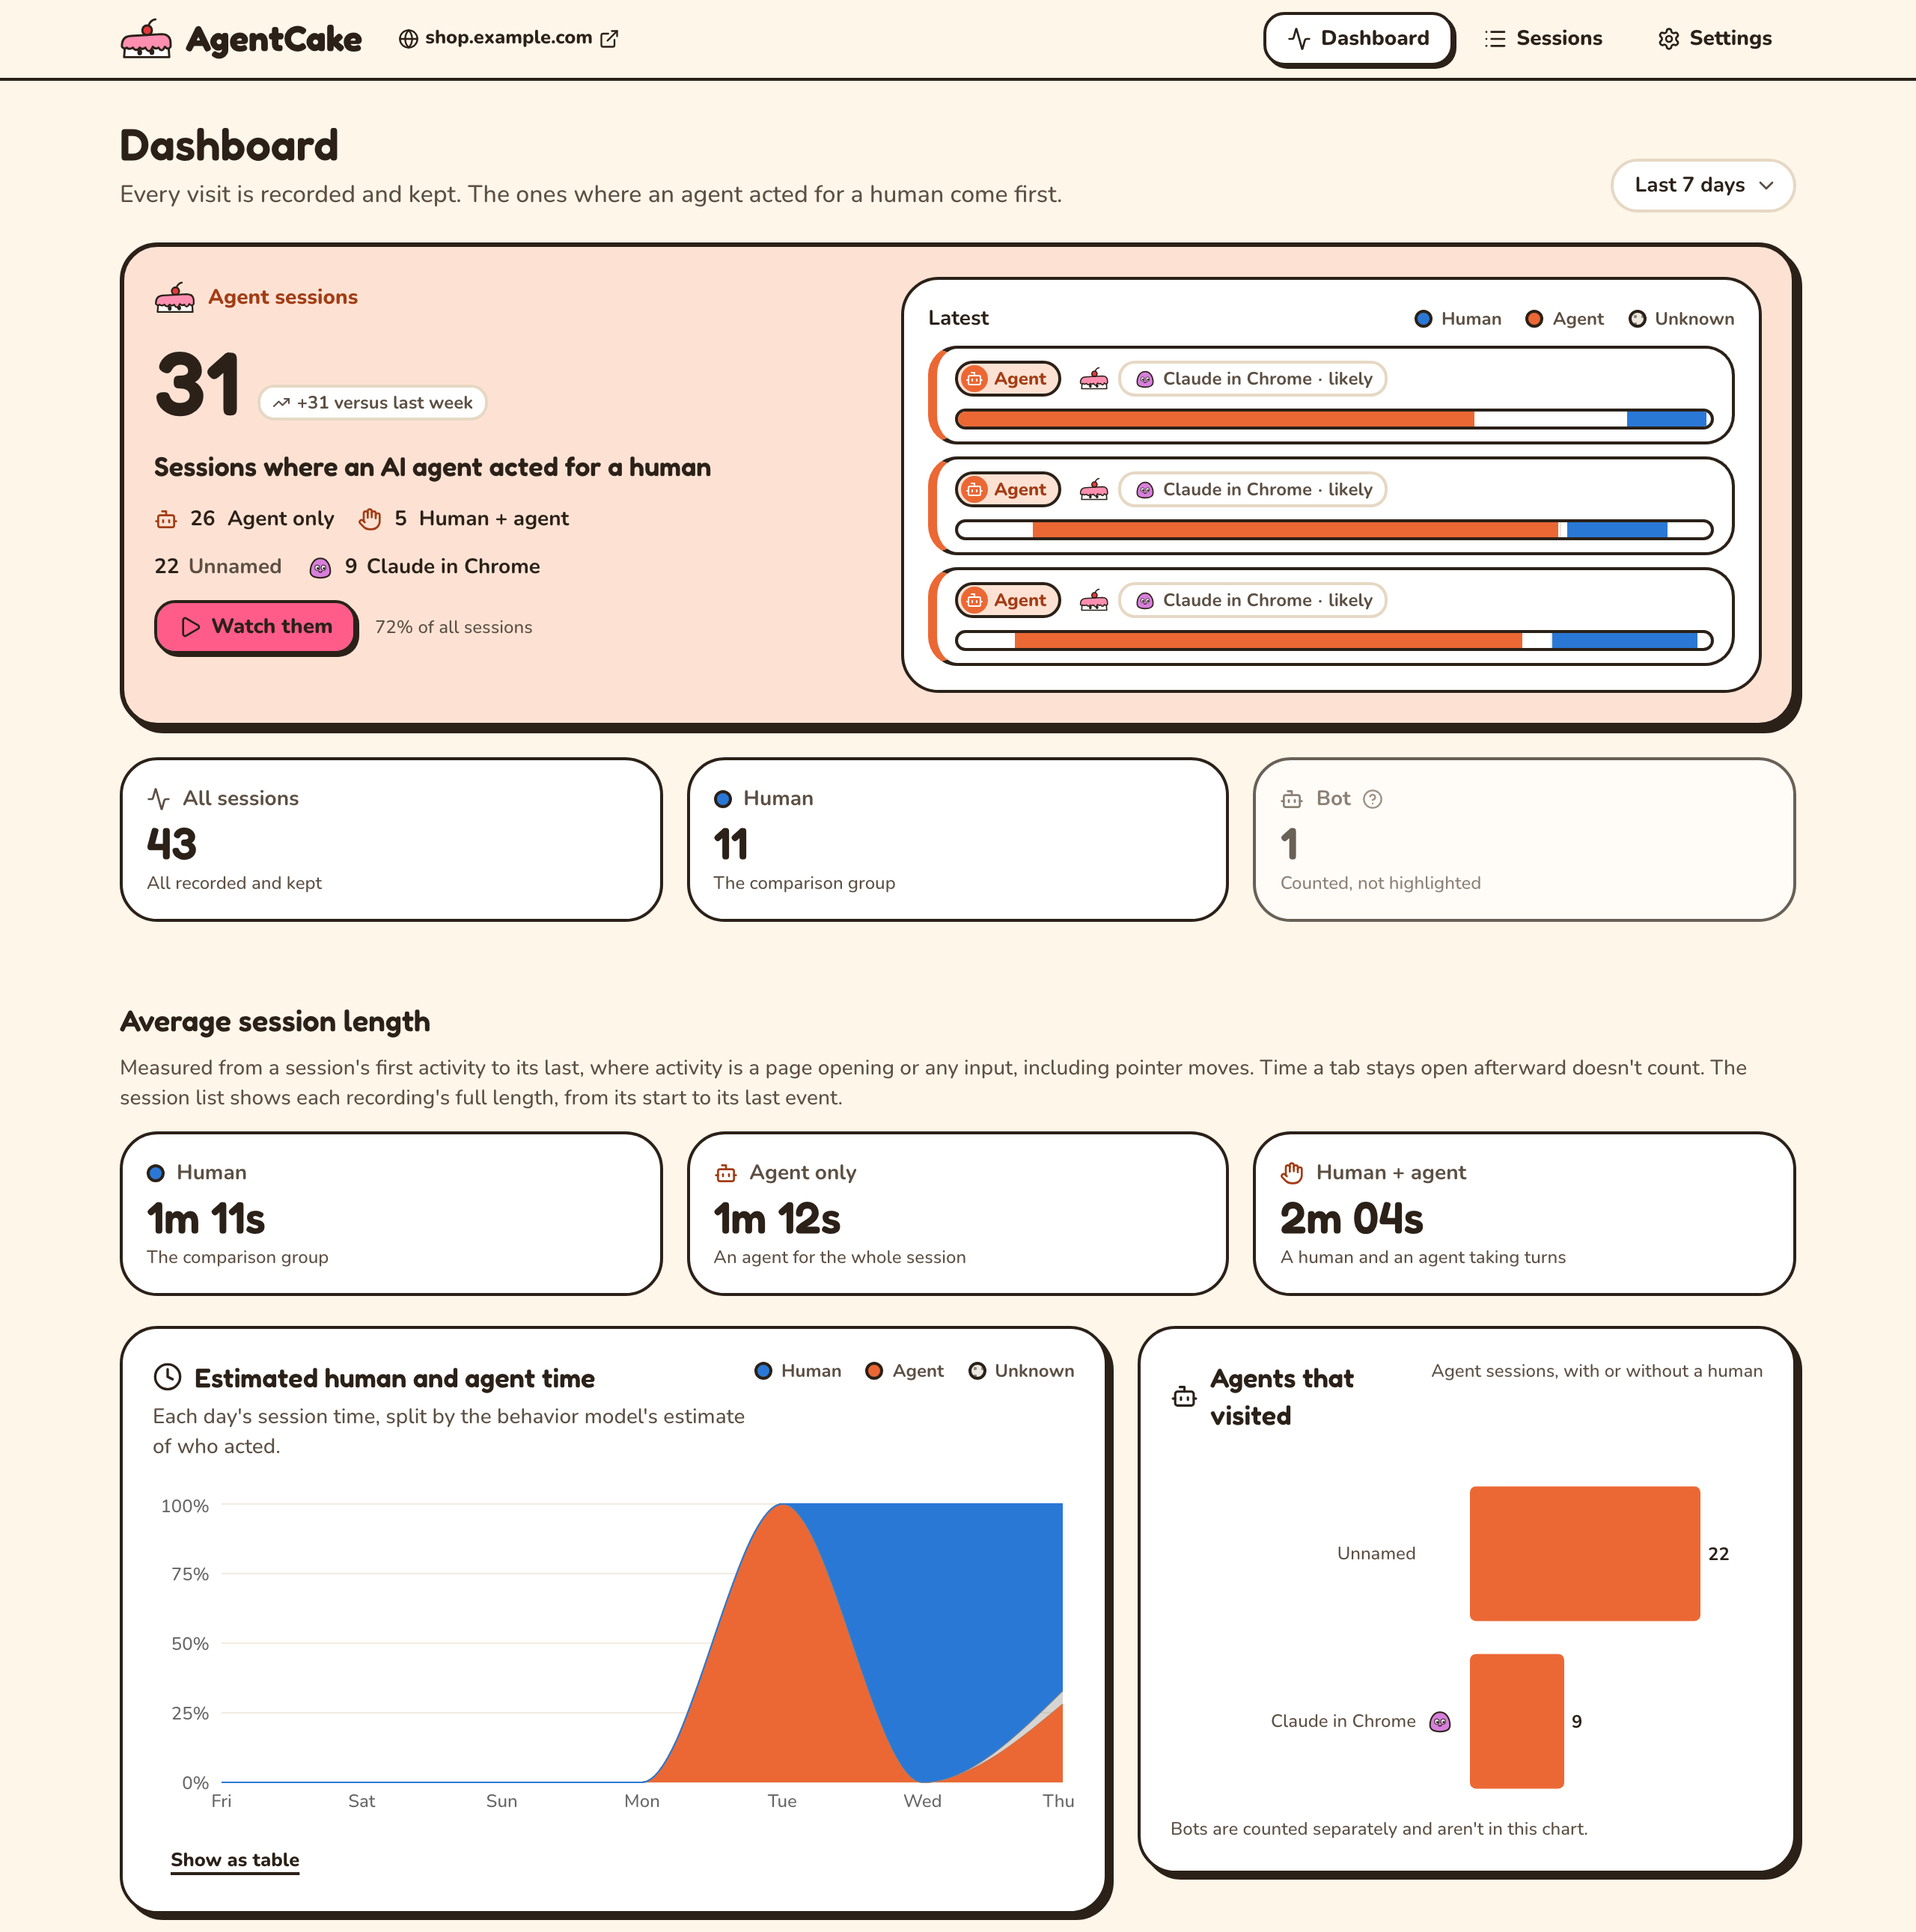 AgentCake
shop.example.com
Dashboard
Sessions
Settings
Dashboard
Every visit is recorded and kept. The ones where an agent acted for a human come first.
Last 7 days
Agent sessions
31
+31 versus last week
Sessions where an AI agent acted for a human
26 Agent only 5 Human + agent
22 Unnamed 9 Claude in Chrome
Watch them
72% of all sessions
Latest
Human Agent Unknown
Agent Claude in Chrome · likely
Agent Claude in Chrome · likely
Agent Claude in Chrome · likely
All sessions
43
All recorded and kept
Human
11
The comparison group
Bot
1
Counted, not highlighted
Average session length
Measured from a session's first activity to its last, where activity is a page opening or any input, including pointer moves. Time a tab stays open afterward doesn't count. The
session list shows each recording's full length, from its start to its last event.
Human
1m 11s
The comparison group
Agent only
1m 12s
An agent for the whole session
Human + agent
2m 04s
A human and an agent taking turns
Estimated human and agent time
Human Agent Unknown
Each day's session time, split by the behavior model's estimate
of who acted.
100%
75%
50%
25%
0%
Fri Sat Sun Mon Tue Wed Thu
Show as table
Agents that
visited
Agent sessions, with or without a human
Unnamed 22
Claude in Chrome 9
Bots are counted separately and aren't in this chart.